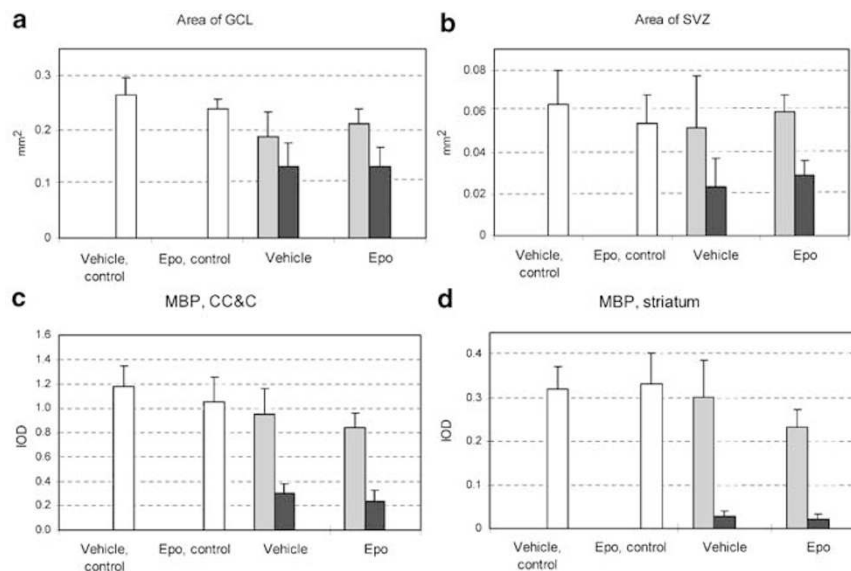 a
Area of GCL
0.3
0.2
0.1
0
mm²
Vehicle,
control
Epo, control
Vehicle
Epo
b
Area of SVZ
0.08
0.06
0.04
0.02
0
mm²
Vehicle,
control
Epo, control
Vehicle
Epo
c
MBP, CC&C
1.6
1.4
1.2
1.0
0.8
0.6
0.4
0.2
0.0
IOD
Vehicle,
control
Epo, control
Vehicle
Epo
d
MBP, striatum
0.4
0.3
0.2
0.1
0
IOD
Vehicle,
control
Epo, control
Vehicle
Epo